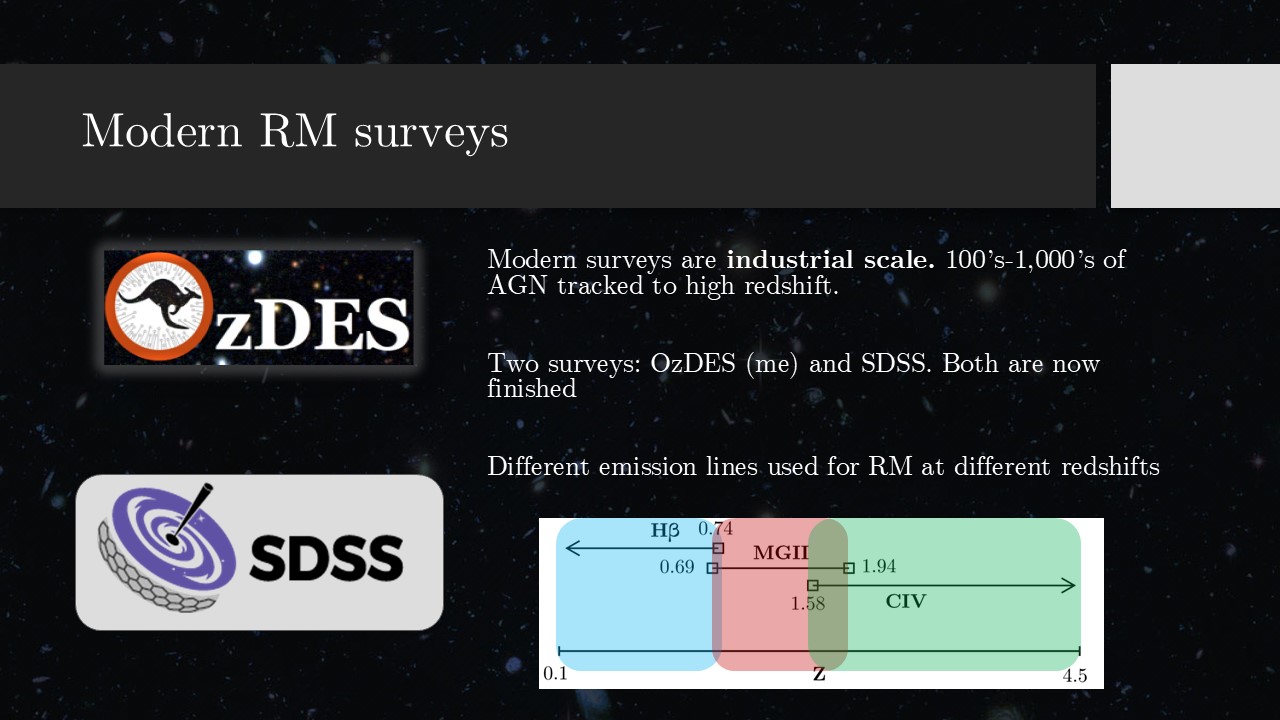 Modern RM surveys
OzDES
Modern surveys are industrial scale. 100's-1,000's of
AGN tracked to high redshift.
Two surveys: OzDES (me) and SDSS. Both are now
finished
SDSS
Different emission lines used for RM at different redshifts
Hβ 0.74
MGII
0.69 1.94
1.58 CIV
0.1 z 4.5